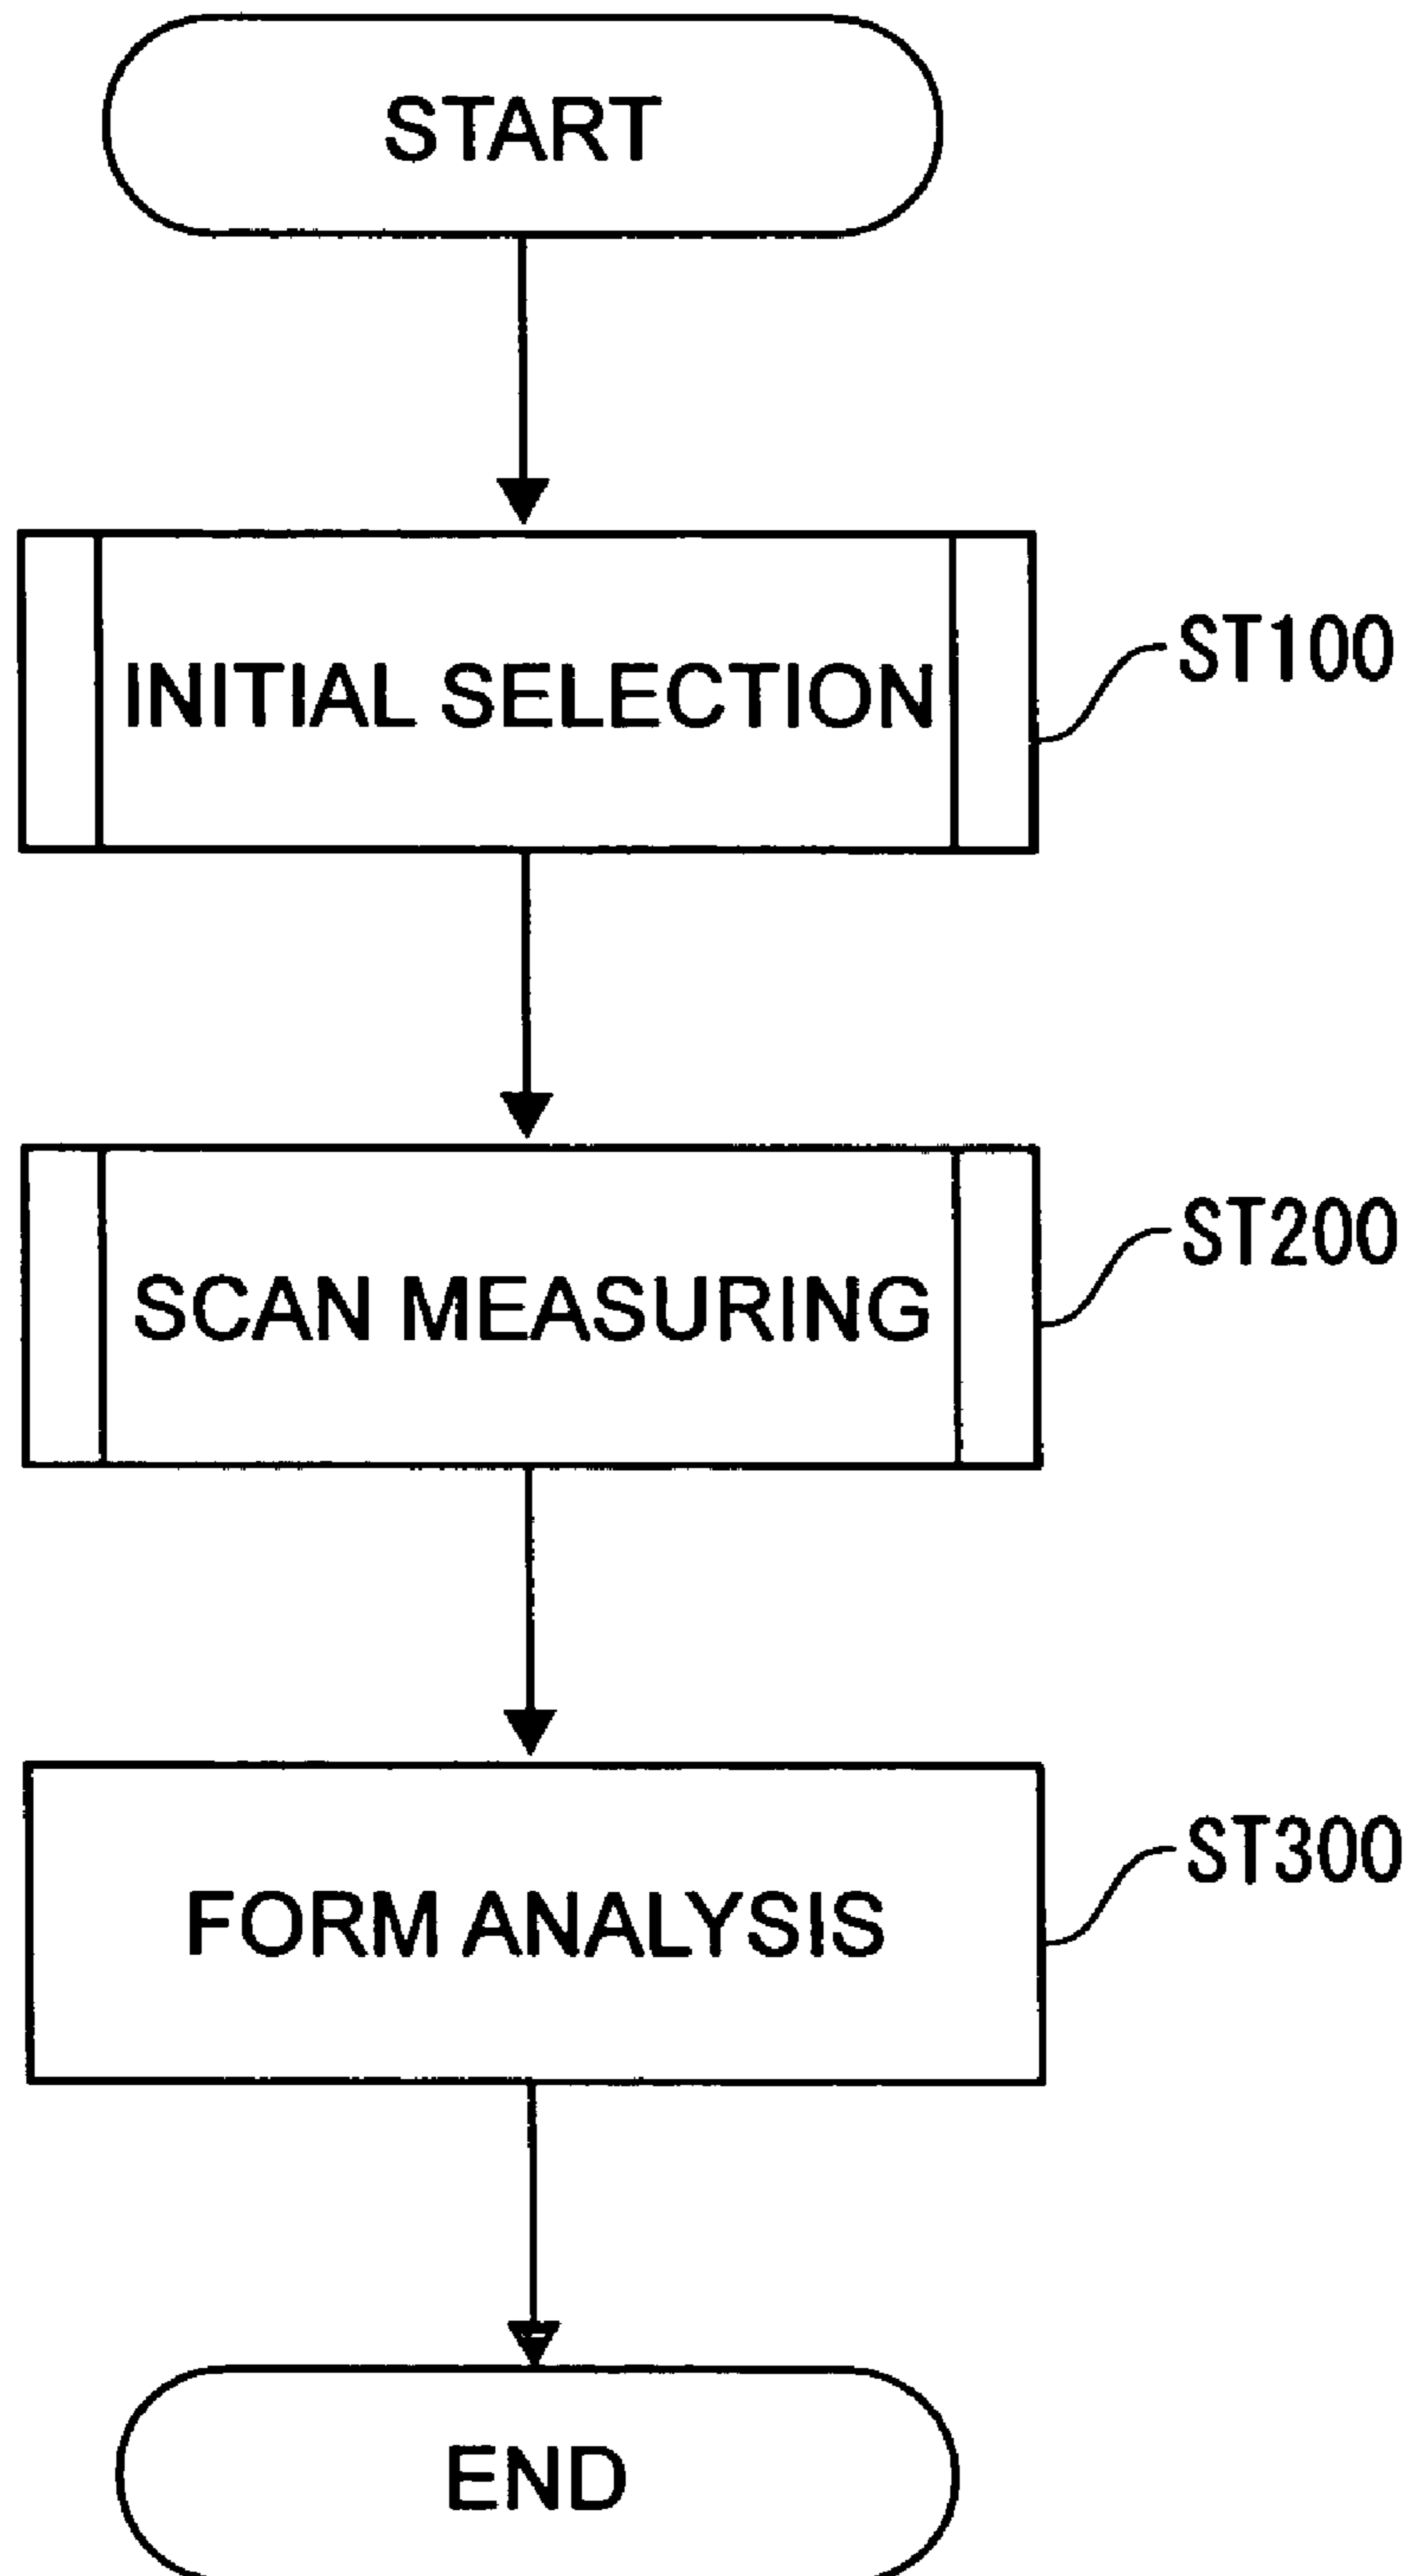 START
INITIAL SELECTION
ST100
SCAN MEASURING
ST200
FORM ANALYSIS
ST300
END